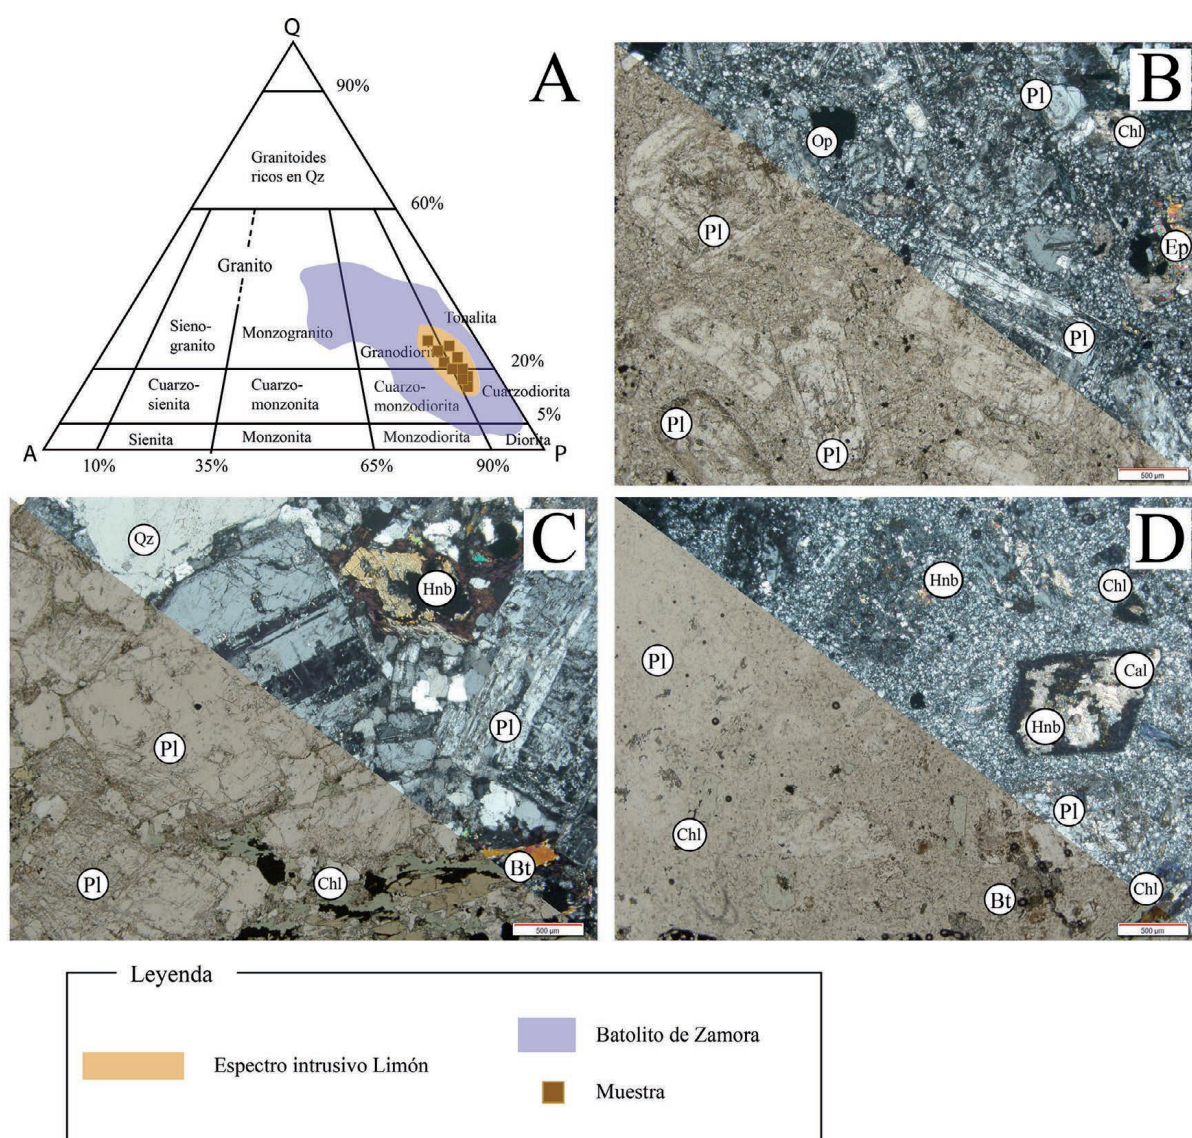 Q
A
90%
Granitoides
ricos en Qz
60%
Granito
Sieno-
granito
Monzogranito
Granodiorita
Tonalita
20%
Cuarzo-
sienita
Cuarzo-
monzonita
Cuarzo-
monzodiorita
Cuarzodiorita
5%
Sienita
Monzonita
Monzodiorita
Diorita
A
P
10%
35%
65%
90%
B
Pl
Chl
Op
Pl
Ep
Pl
Pl
Pl
500 µm
C
Qz
Hnb
Pl
Pl
Pl
Chl
Bt
500 µm
D
Hnb
Chl
Pl
Cal
Hnb
Pl
Chl
Bt
Chl
500 µm
Leyenda
Espectro intrusivo Limón
Batolito de Zamora
Muestra